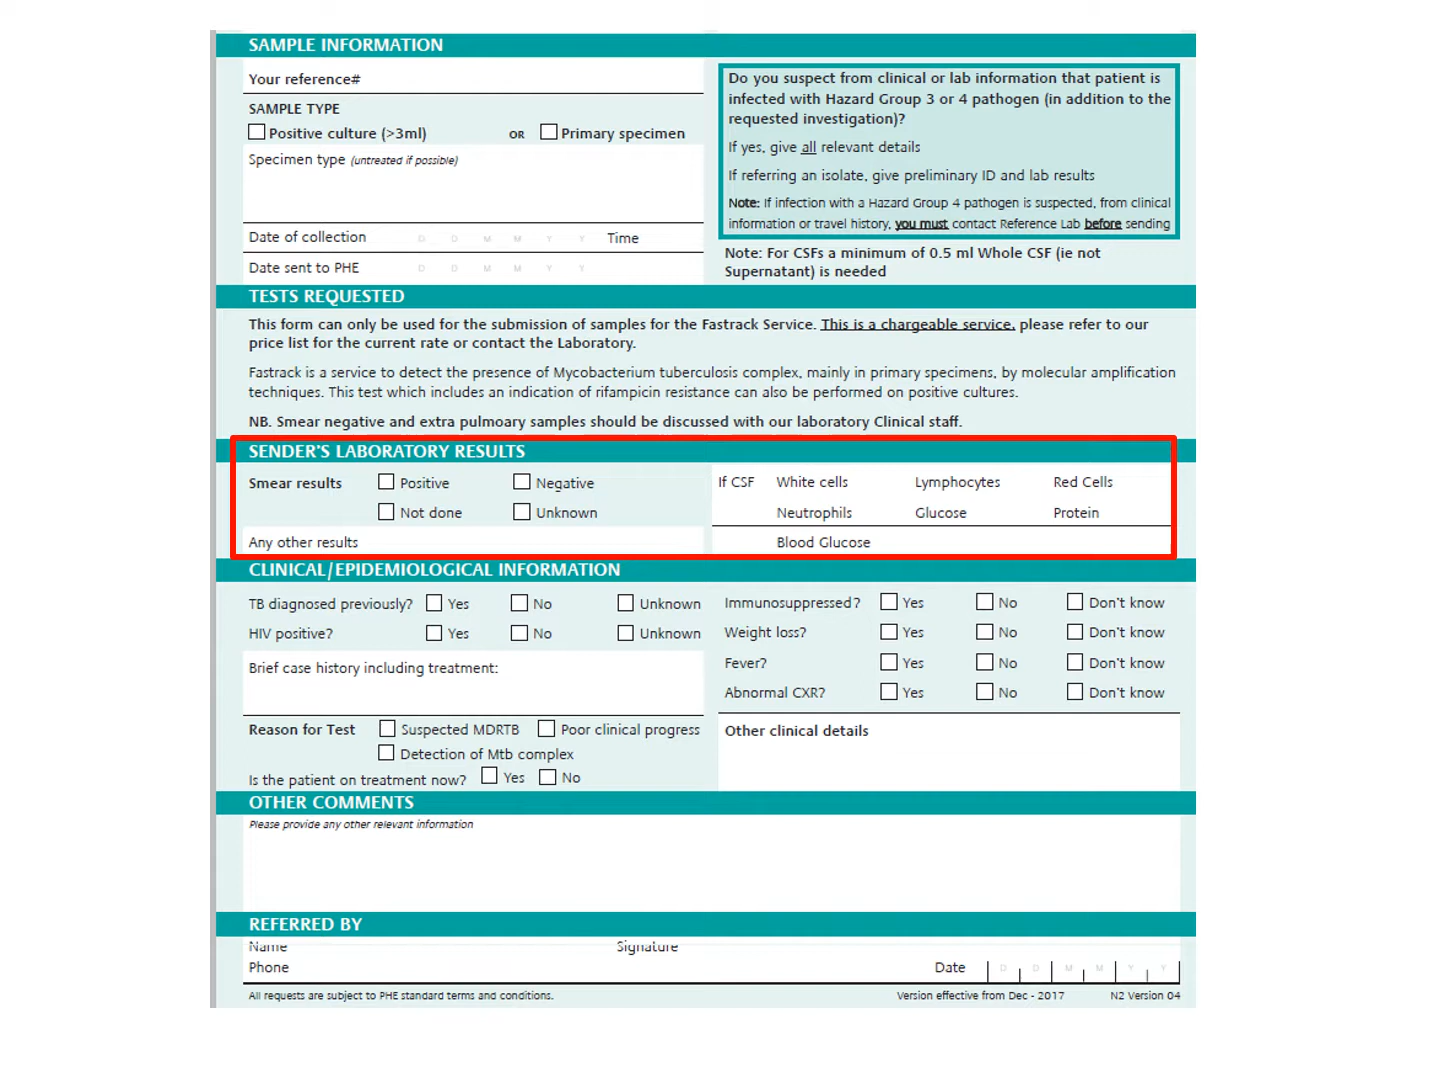 SAMPLE INFORMATION
Your reference#
SAMPLE TYPE
Positive culture (>3ml) OR Primary specimen
Specimen type (untreated if possible)
Date of collection D D M M Y Y Time
Date sent to PHE D D M M Y Y
Do you suspect from clinical or lab information that patient is
infected with Hazard Group 3 or 4 pathogen (in addition to the
requested investigation)?
If yes, give all relevant details
If referring an isolate, give preliminary ID and lab results
Note: If infection with a Hazard Group 4 pathogen is suspected, from clinical
information or travel history, you must contact Reference Lab before sending
Note: For CSFs a minimum of 0.5 ml Whole CSF (ie not
Supernatant) is needed
TESTS REQUESTED
This form can only be used for the submission of samples for the Fastrack Service. This is a chargeable service, please refer to our
price list for the current rate or contact the Laboratory.
Fastrack is a service to detect the presence of Mycobacterium tuberculosis complex, mainly in primary specimens, by molecular amplification
techniques. This test which includes an indication of rifampicin resistance can also be performed on positive cultures.
NB. Smear negative and extra pulmoary samples should be discussed with our laboratory Clinical staff.
SENDER'S LABORATORY RESULTS
Smear results Positive Negative
Not done Unknown
Any other results
If CSF White cells Lymphocytes Red Cells
Neutrophils Glucose Protein
Blood Glucose
CLINICAL/EPIDEMIOLOGICAL INFORMATION
TB diagnosed previously? Yes No Unknown
HIV positive? Yes No Unknown
Brief case history including treatment:
Reason for Test Suspected MDRTB Poor clinical progress
Detection of Mtb complex
Is the patient on treatment now? Yes No
Immunosuppressed? Yes No Don't know
Weight loss? Yes No Don't know
Fever? Yes No Don't know
Abnormal CXR? Yes No Don't know
Other clinical details
OTHER COMMENTS
Please provide any other relevant information
REFERRED BY
Name Signature
Phone Date D D M M Y Y
All requests are subject to PHE standard terms and conditions. Version effective from Dec - 2017 N2 Version 04